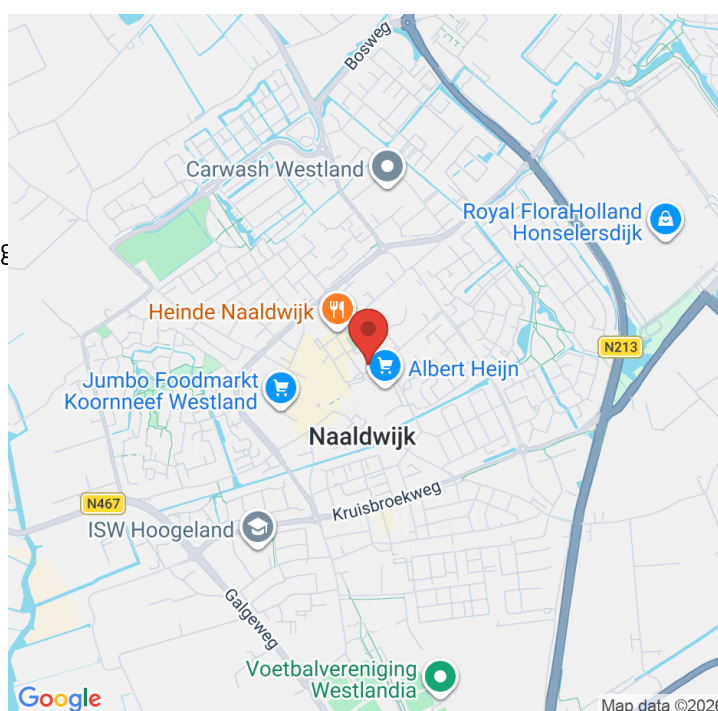 Bosweg
Carwash Westland
Royal FloraHolland
Honselersdijk
g
Heinde Naaldwijk
N213
Albert Heijn
Jumbo Foodmarkt
Koornneef Westland
Naaldwijk
N467
Kruisbroekweg
ISW Hoogeland
Galgeweg
Voetbalvereniging
Westlandia
Google
Map data ©2026